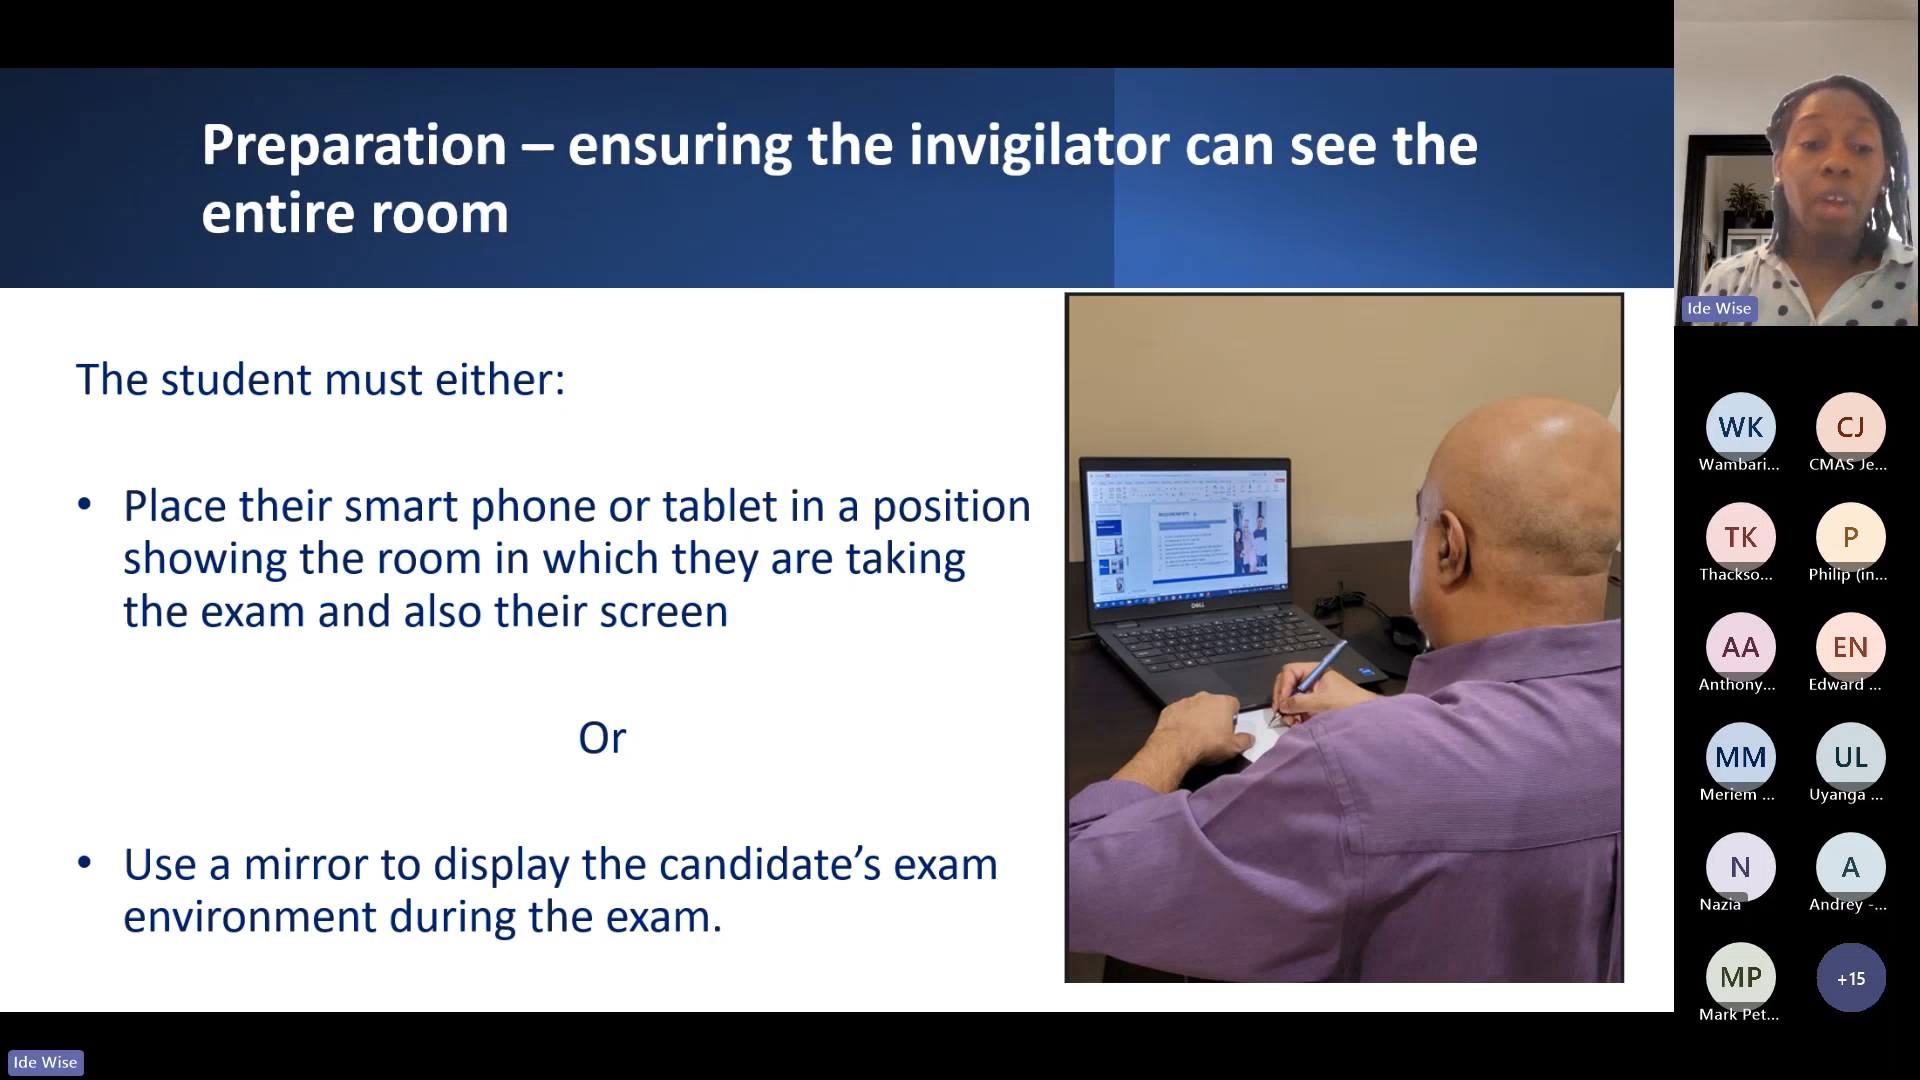 Preparation – ensuring the invigilator can see the
entire room
The student must either:
• Place their smart phone or tablet in a position
showing the room in which they are taking
the exam and also their screen
Or
• Use a mirror to display the candidate’s exam
environment during the exam.
DELL
Ide Wise
WK
Wambari...
CJ
CMAS Je...
TK
Thackso...
P
Philip (in...
AA
Anthony...
EN
Edward ...
MM
Meriem ...
UL
Uyanga ...
N
Nazia
A
Andrey -...
MP
Mark Pet...
+15
Ide Wise